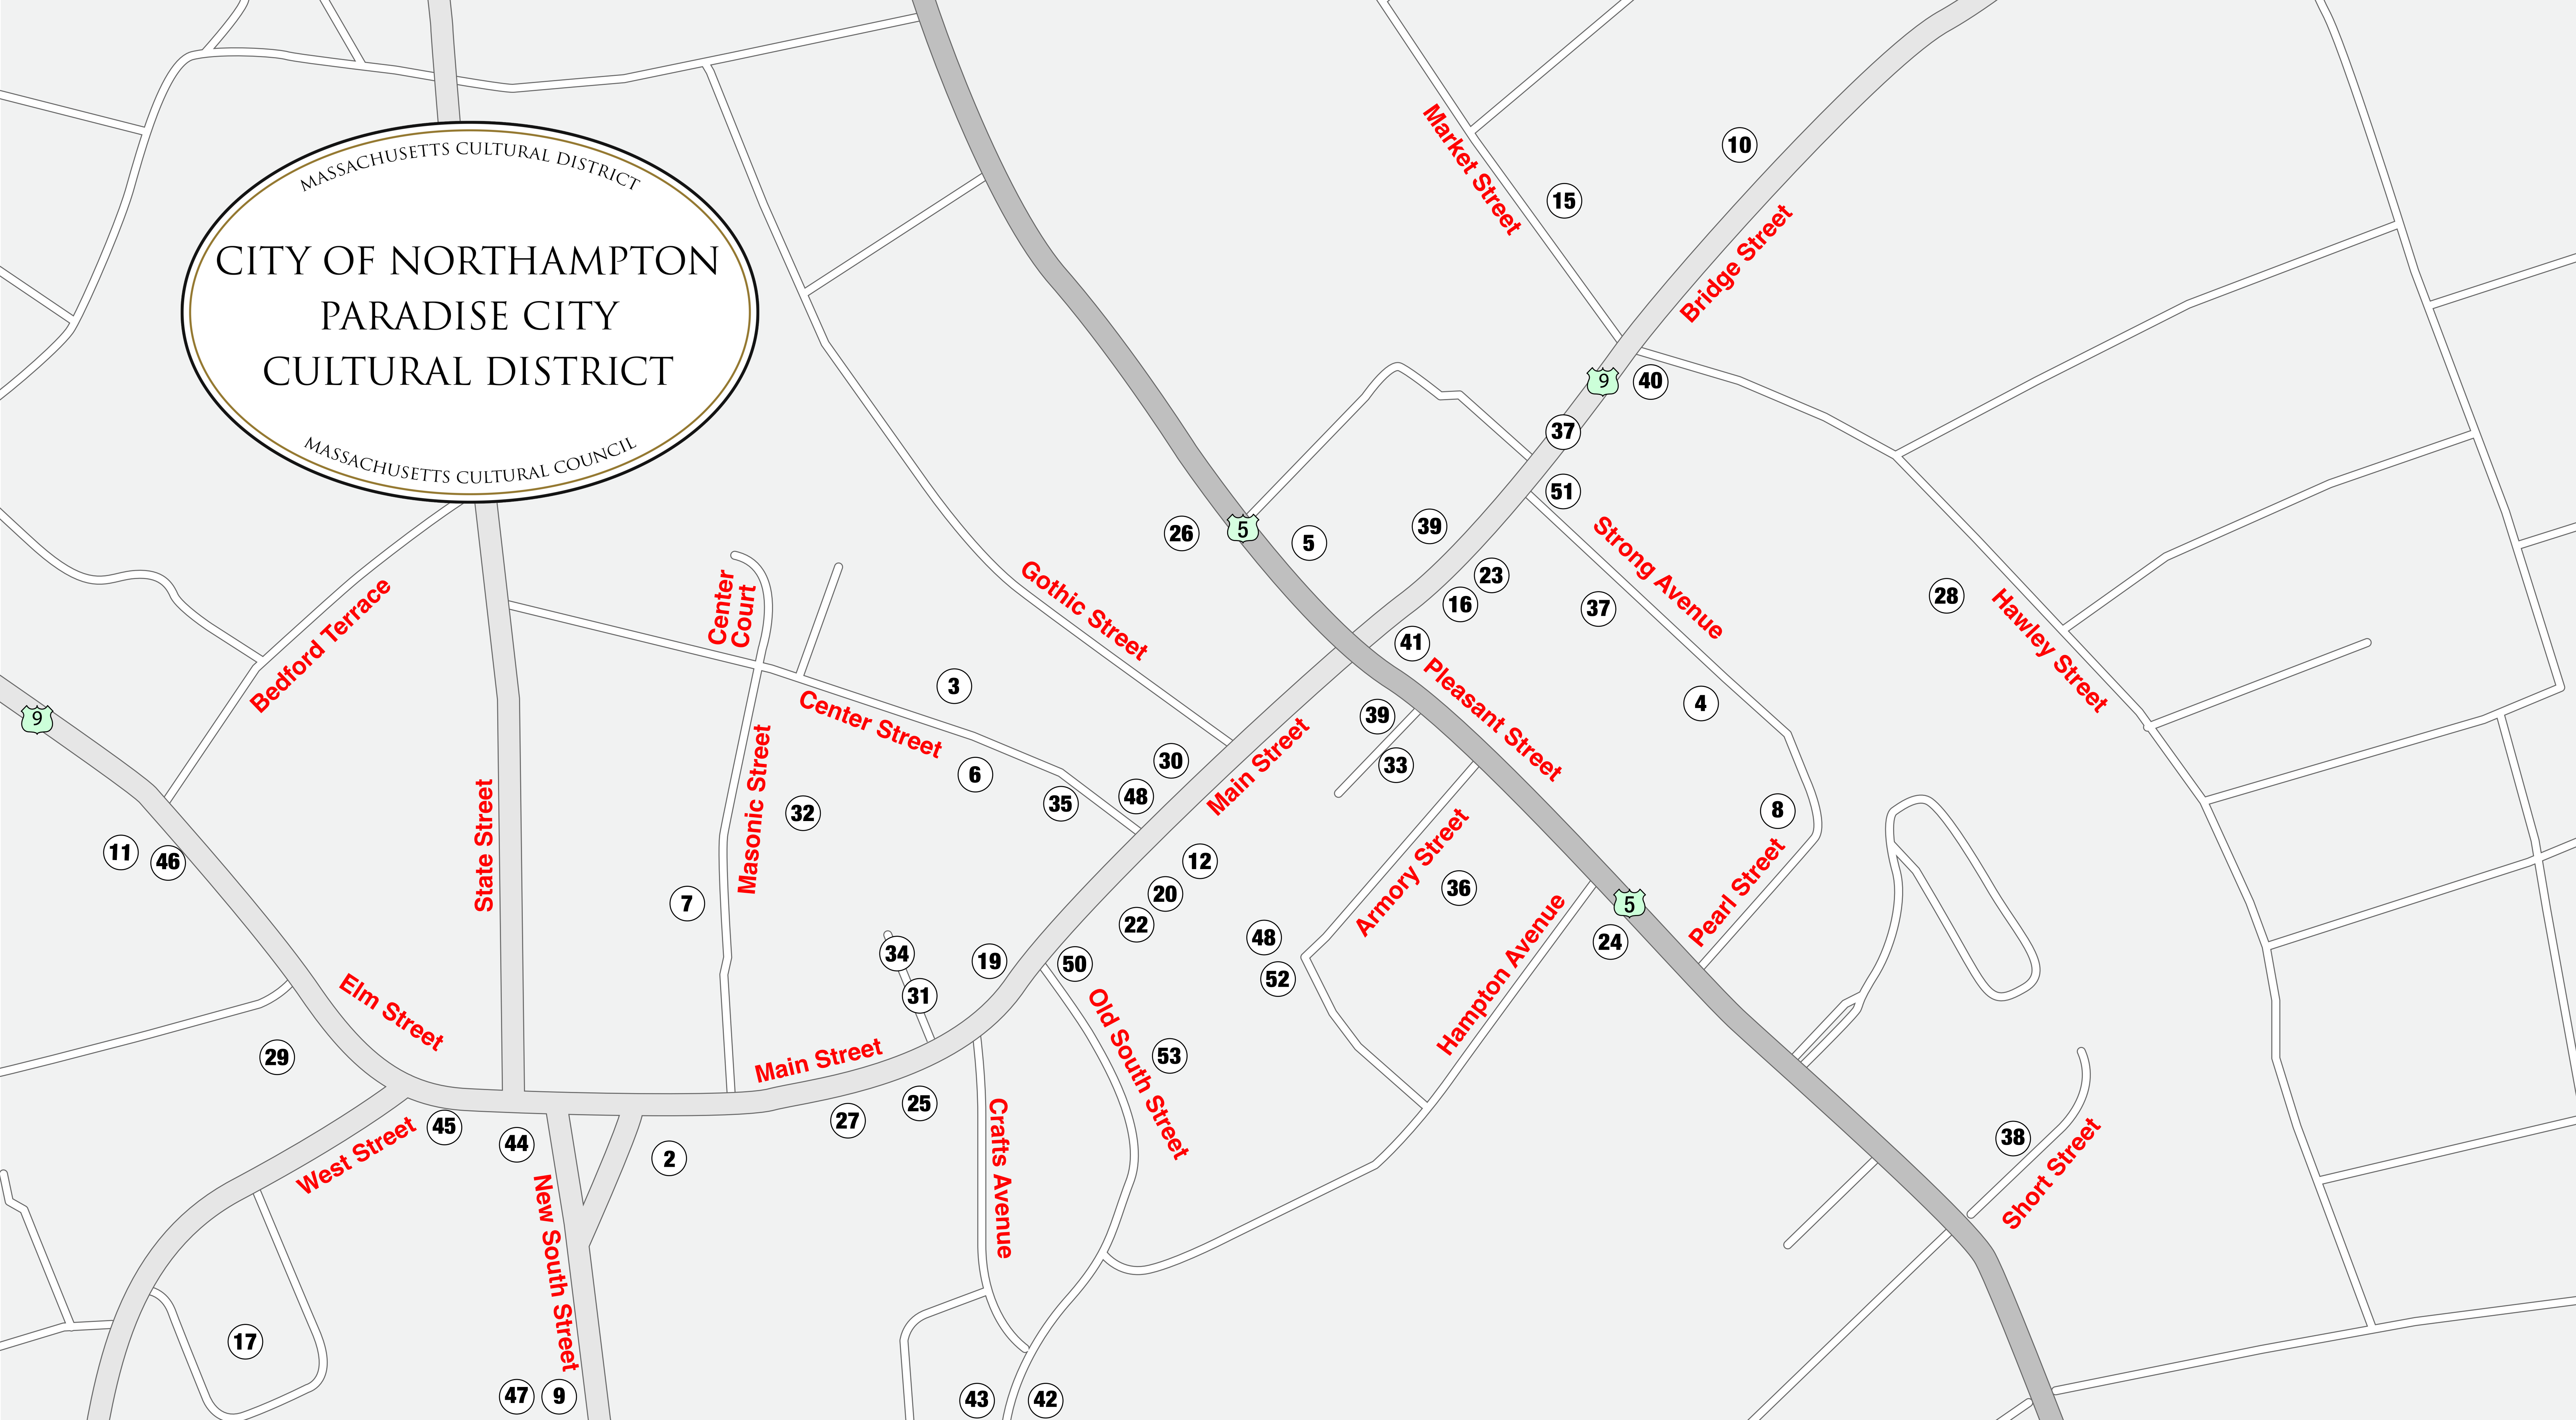 MASSACHUSETTS CULTURAL DISTRICT
CITY OF NORTHAMPTON
PARADISE CITY
CULTURAL DISTRICT
MASSACHUSETTS CULTURAL COUNCIL
Market Street
10
15
Bridge Street
9
40
37
51
26
5
5
39
23
16
37
Strong Avenue
28
Hawley Street
Center
Court
Gothic Street
Bedford Terrace
41
Pleasant Street
4
3
Center Street
39
33
9
30
6
35
48
Main Street
State Street
Masonic Street
32
8
11
46
12
20
22
7
Armory Street
36
5
24
Pearl Street
48
52
Hampton Avenue
34
31
19
50
Old South Street
53
Elm Street
29
Main Street
27
25
Crafts Avenue
45
44
2
West Street
New South Street
38
Short Street
17
47
9
43
42